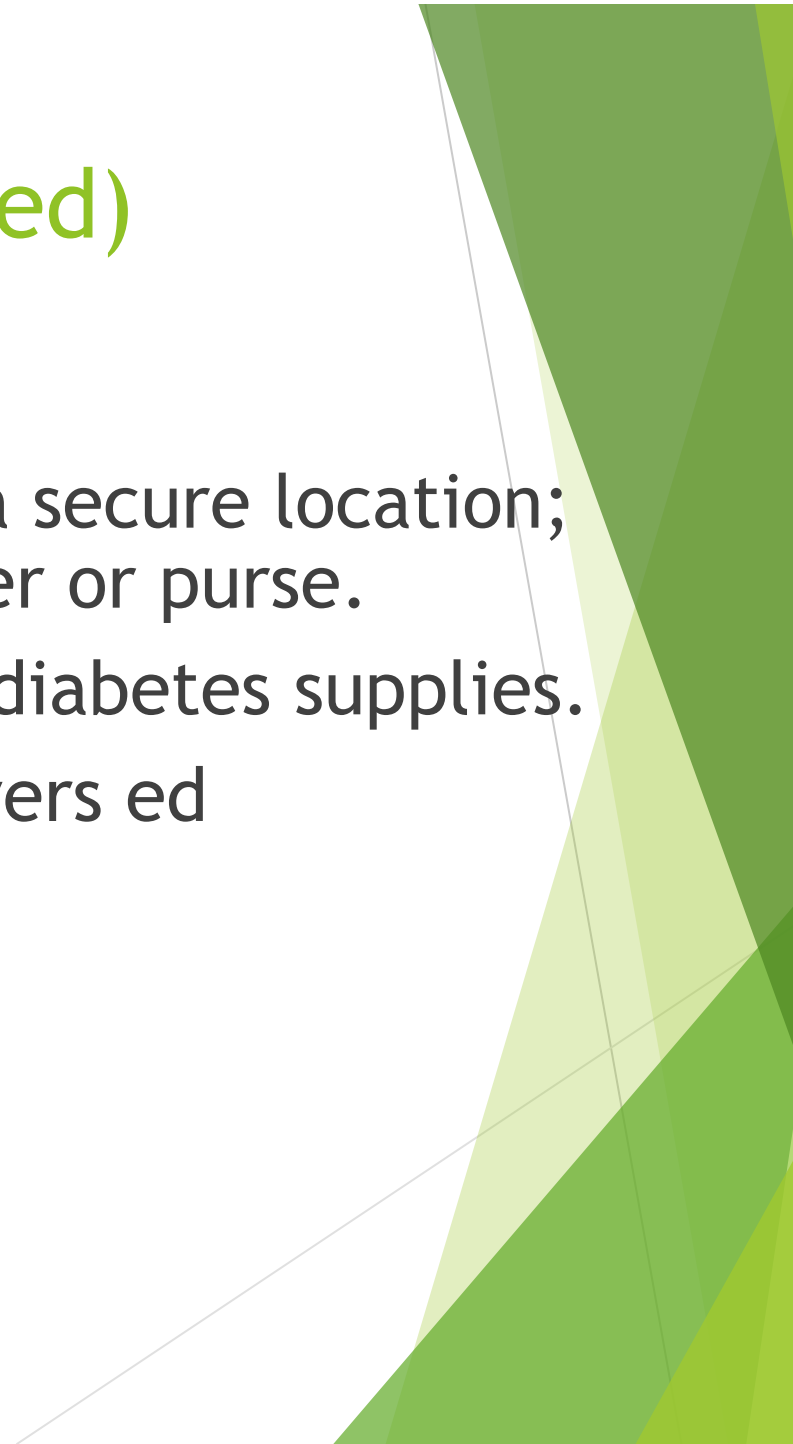 ed)
a secure location;
er or purse.
diabetes supplies.
vers ed